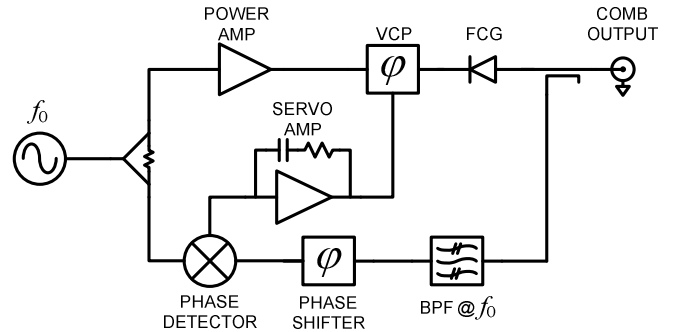 POWER
AMP
VCP
FCG
COMB
OUTPUT
φ
f0
SERVO
AMP
φ
PHASE
DETECTOR
PHASE
SHIFTER
BPF @ f0